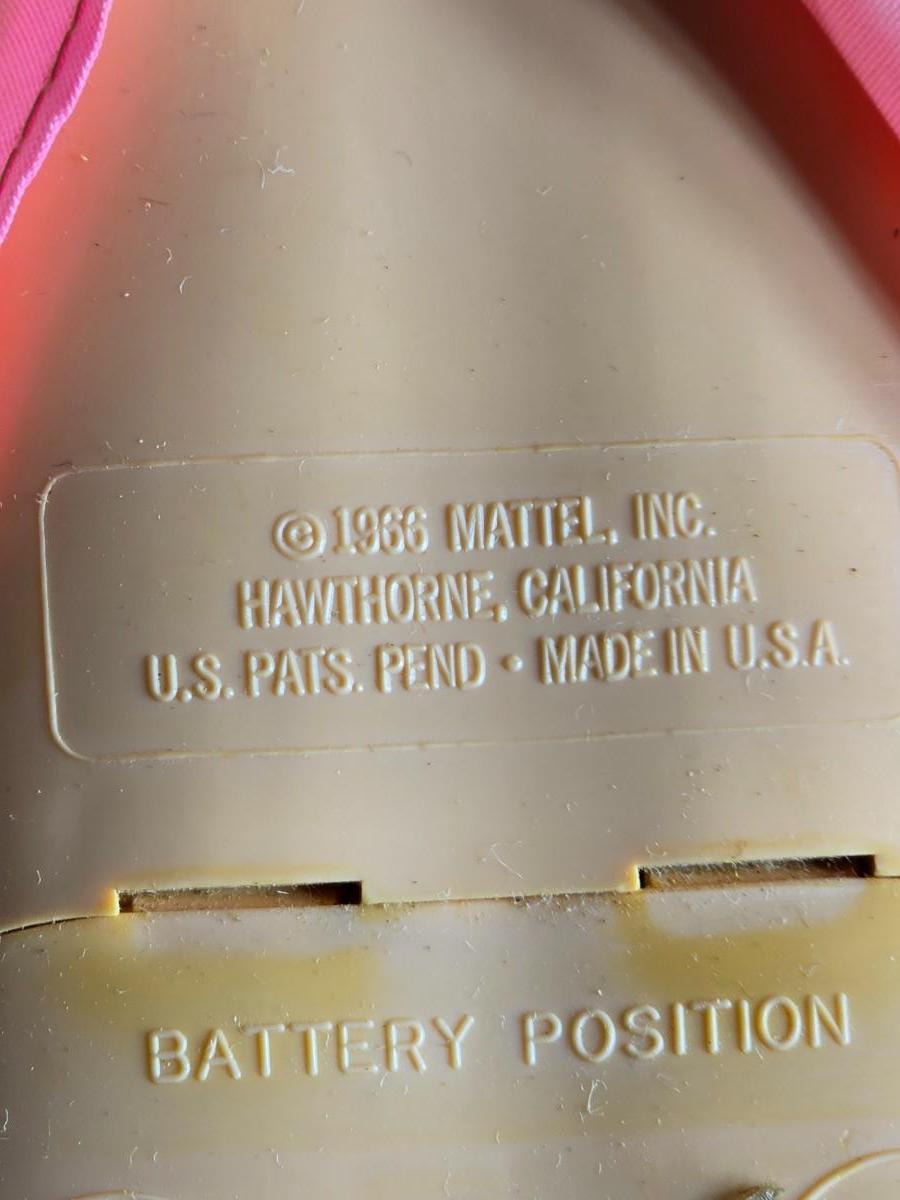 ©1966 MATTEL, INC.
HAWTHORNE, CALIFORNIA
U.S. PATS. PEND • MADE IN U.S.A.
BATTERY POSITION